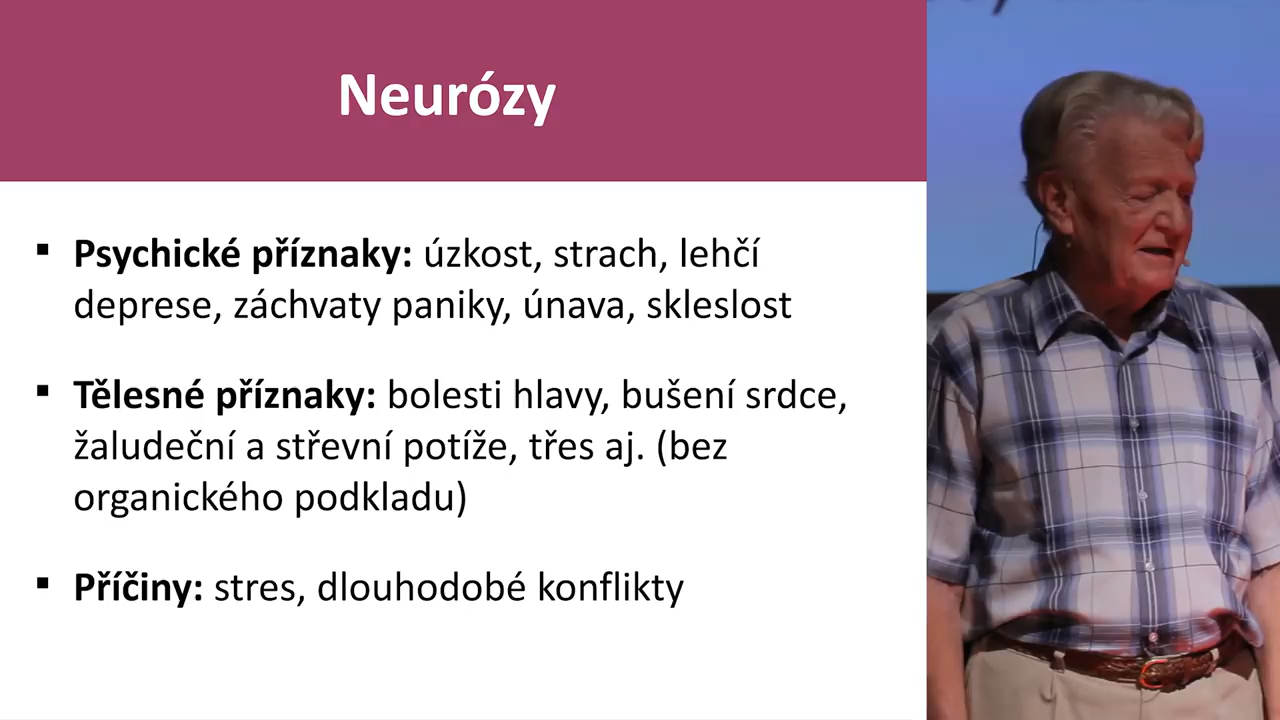 Neurózy
▪ Psychické příznaky: úzkost, strach, lehčí
deprese, záchvaty paniky, únava, skleslost
▪ Tělesné příznaky: bolesti hlavy, bušení srdce,
žaludeční a střevní potíže, třes aj. (bez
organického podkladu)
▪ Příčiny: stres, dlouhodobé konflikty